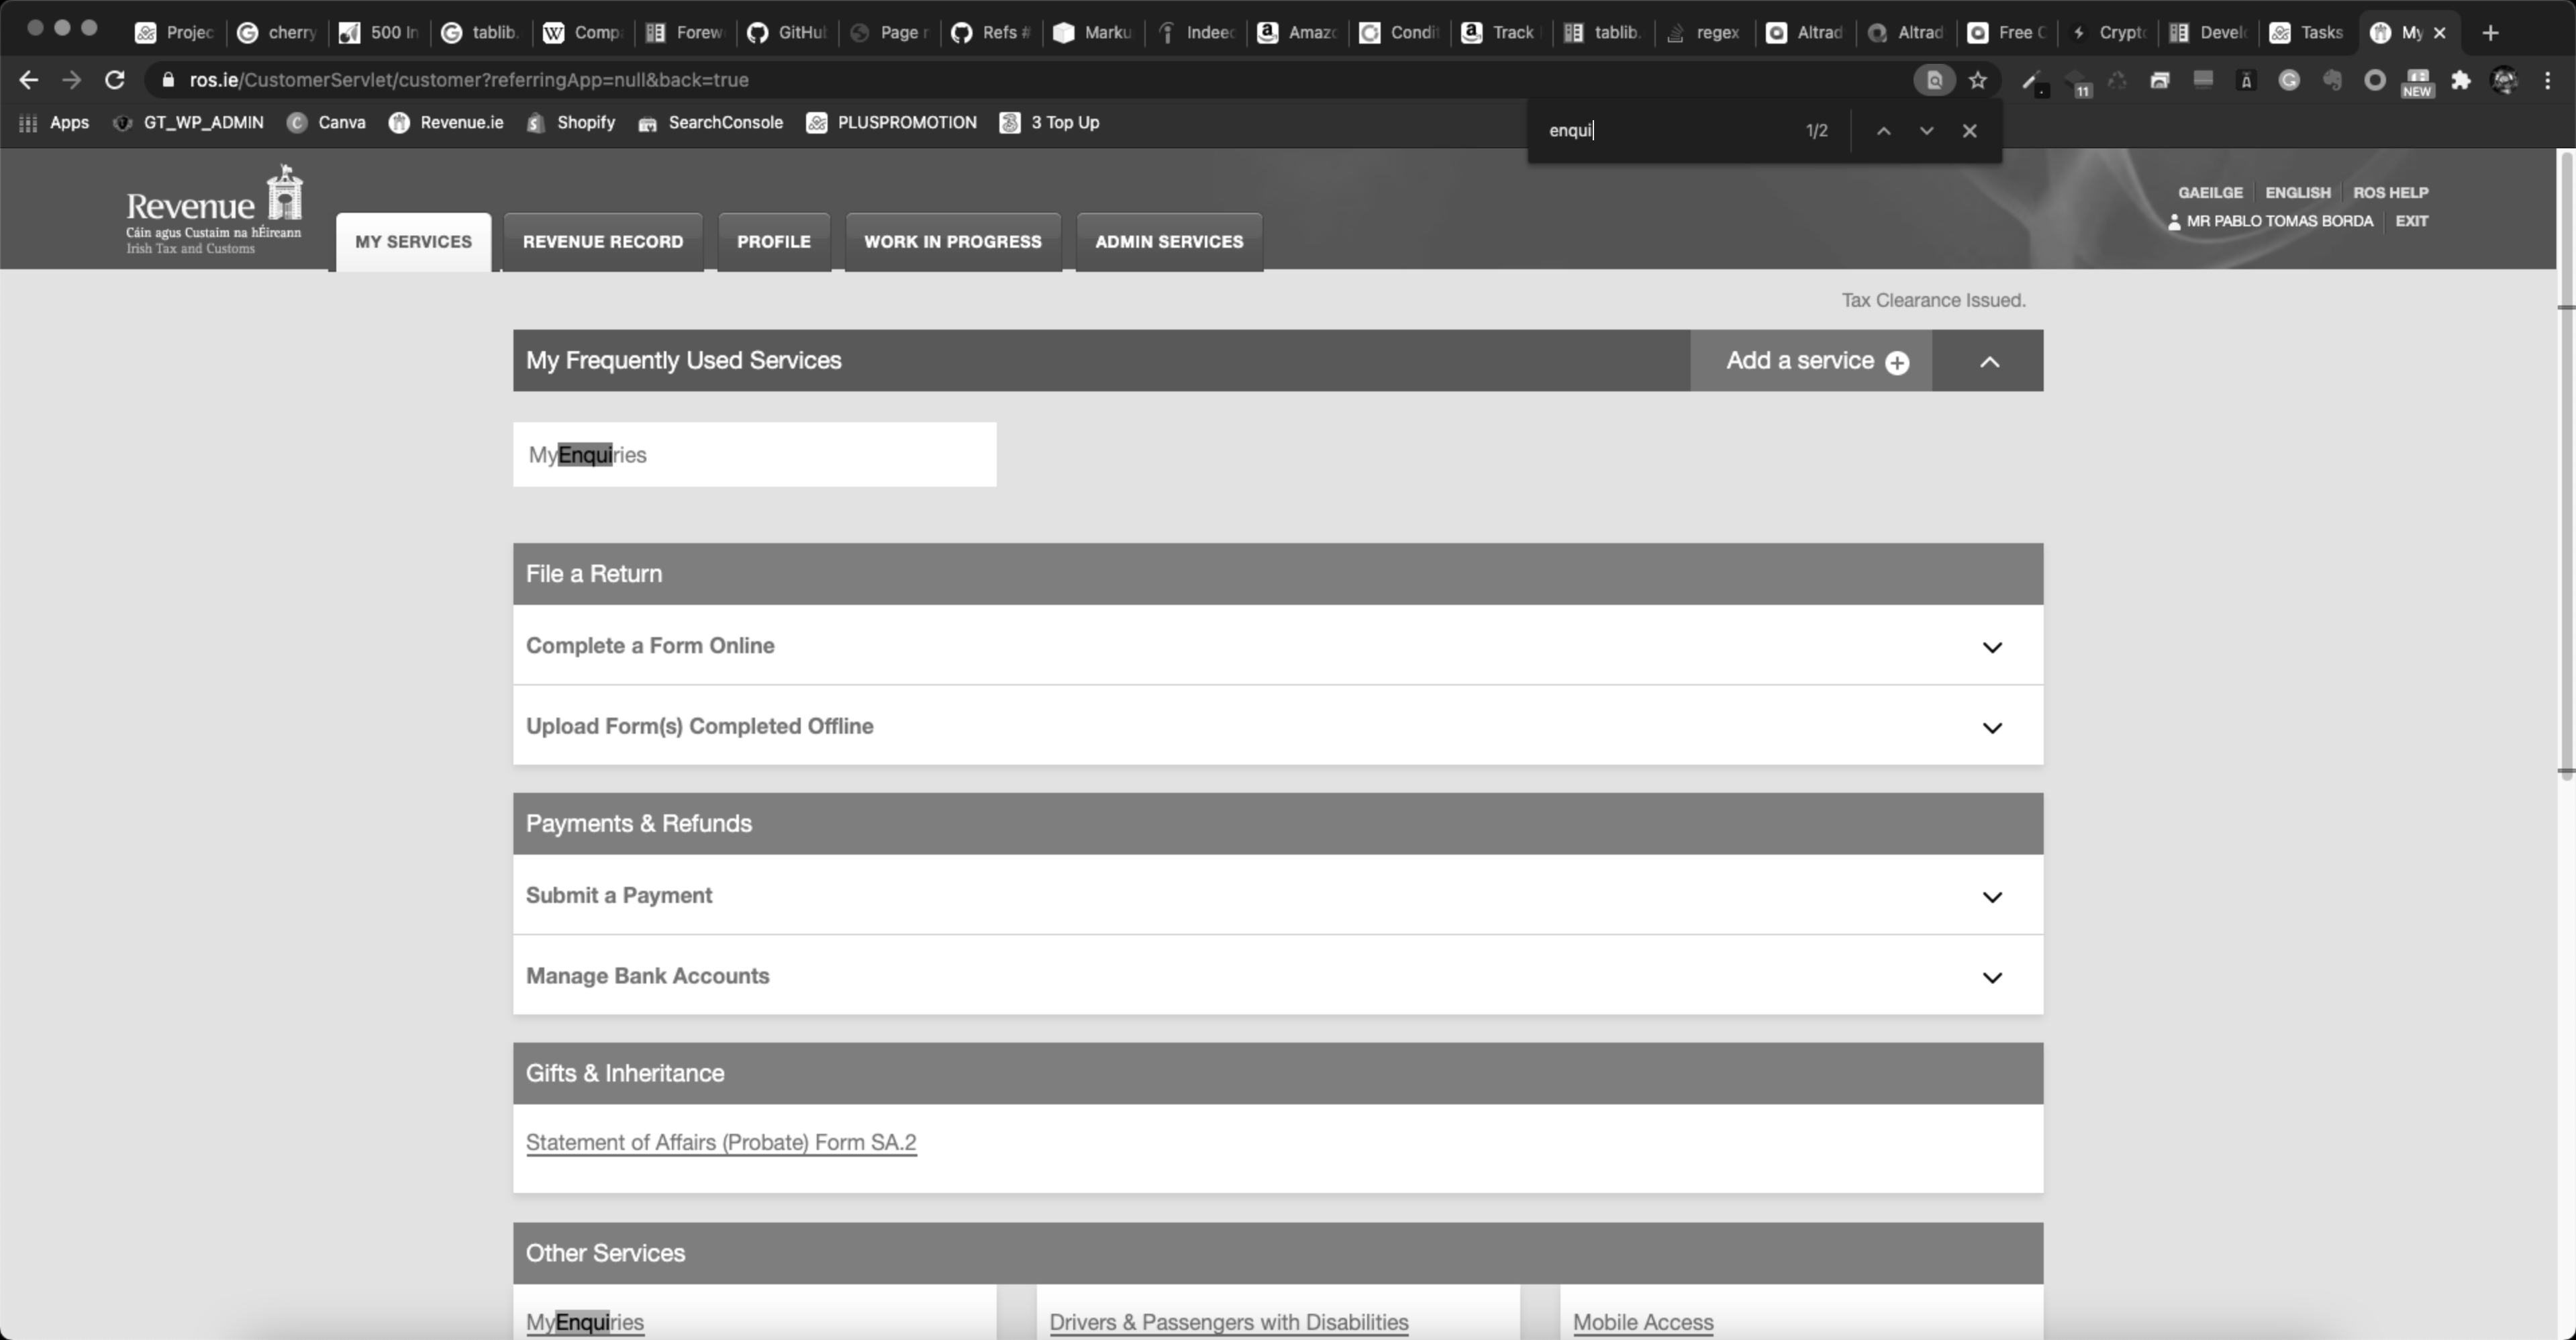 Projec cherry 500 In tablib. Comp Forew GitHu Page r Refs # Marku Indeed Amazo Condi Track tablib. regex Altrad Altrad Free C Crypto Devel Tasks My
ros.ie/CustomerServlet/customer?referringApp=null&back=true
11 NEW
Apps GT_WP_ADMIN Canva Revenue.ie Shopify SearchConsole PLUSPROMOTION 3 Top Up
enqui 1/2
Revenue
Cáin agus Custaim na hÉireann
Irish Tax and Customs
MY SERVICES REVENUE RECORD PROFILE WORK IN PROGRESS ADMIN SERVICES
GAEILGE ENGLISH ROS HELP
MR PABLO TOMAS BORDA EXIT
Tax Clearance Issued.
My Frequently Used Services Add a service
MyEnquiries
File a Return
Complete a Form Online
Upload Form(s) Completed Offline
Payments & Refunds
Submit a Payment
Manage Bank Accounts
Gifts & Inheritance
Statement of Affairs (Probate) Form SA.2
Other Services
MyEnquiries Drivers & Passengers with Disabilities Mobile Access